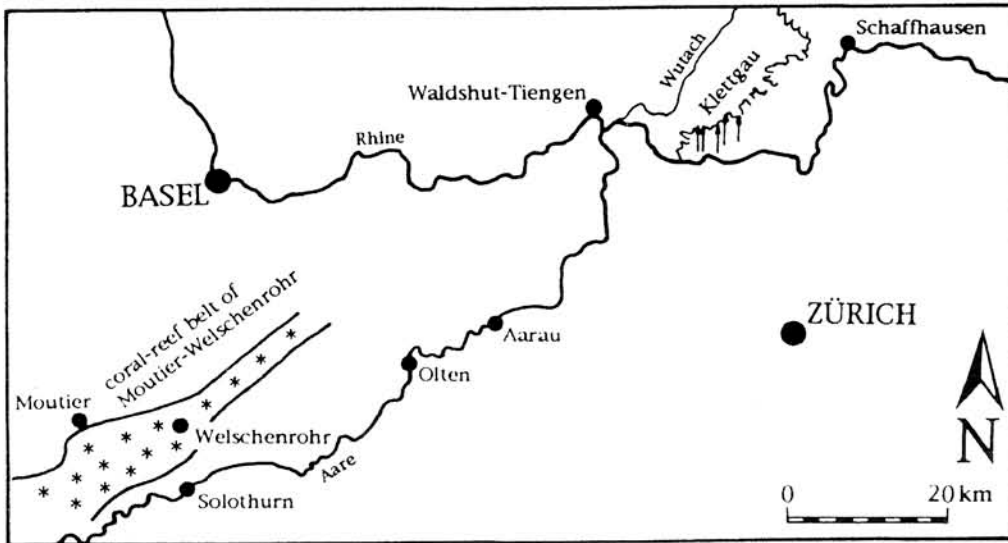 Schaffhausen
Wutach
Klettgau
Waldshut-Tiengen
Rhine
BASEL
coral-reef belt of
Moutier-Welschenrohr
ZÜRICH
Aarau
Olten
Moutier
Welschenrohr
Aare
Solothurn
N
0 20 km